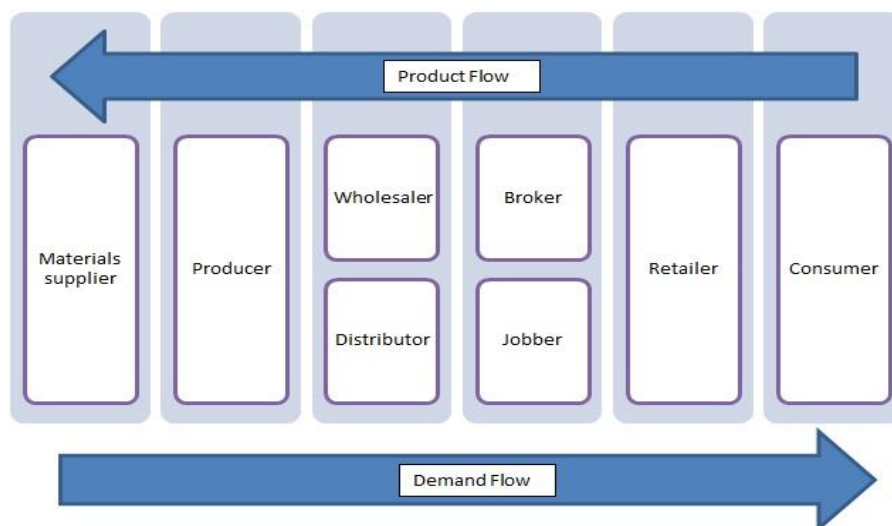 Product Flow
Materials
supplier
Producer
Wholesaler
Distributor
Broker
Jobber
Retailer
Consumer
Demand Flow